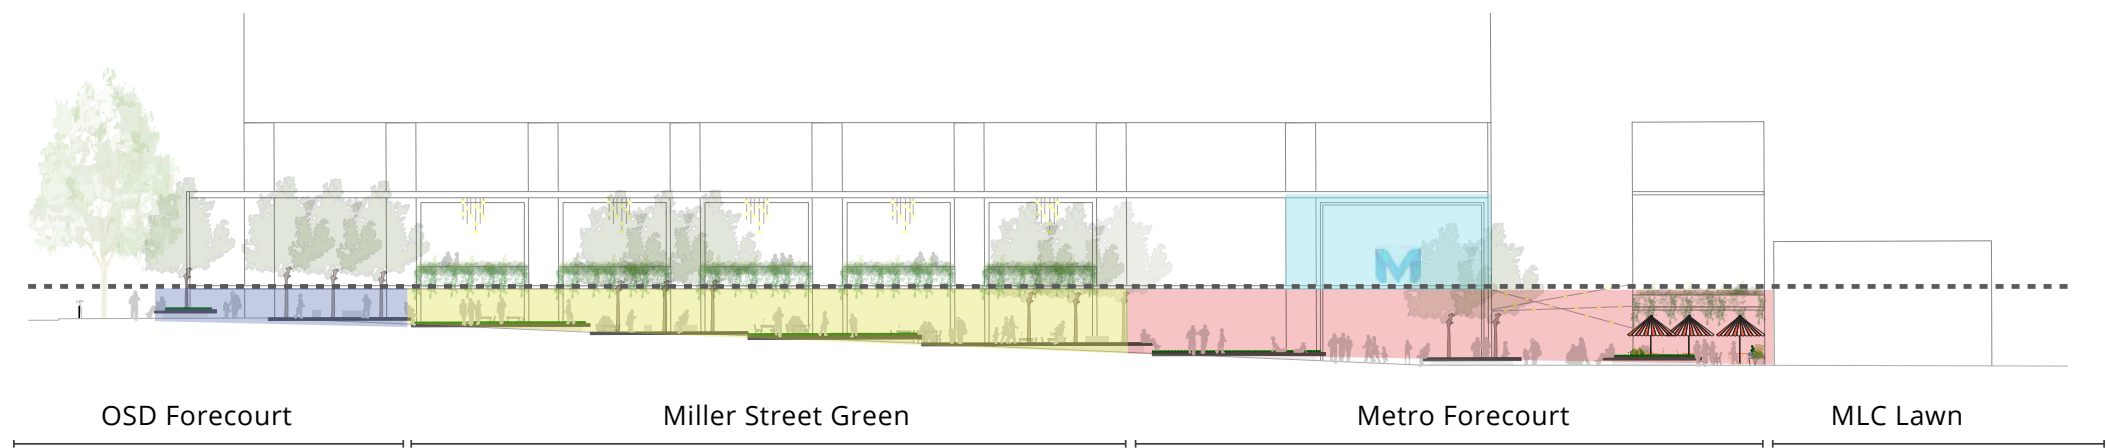 M
OSD Forecourt
Miller Street Green
Metro Forecourt
MLC Lawn